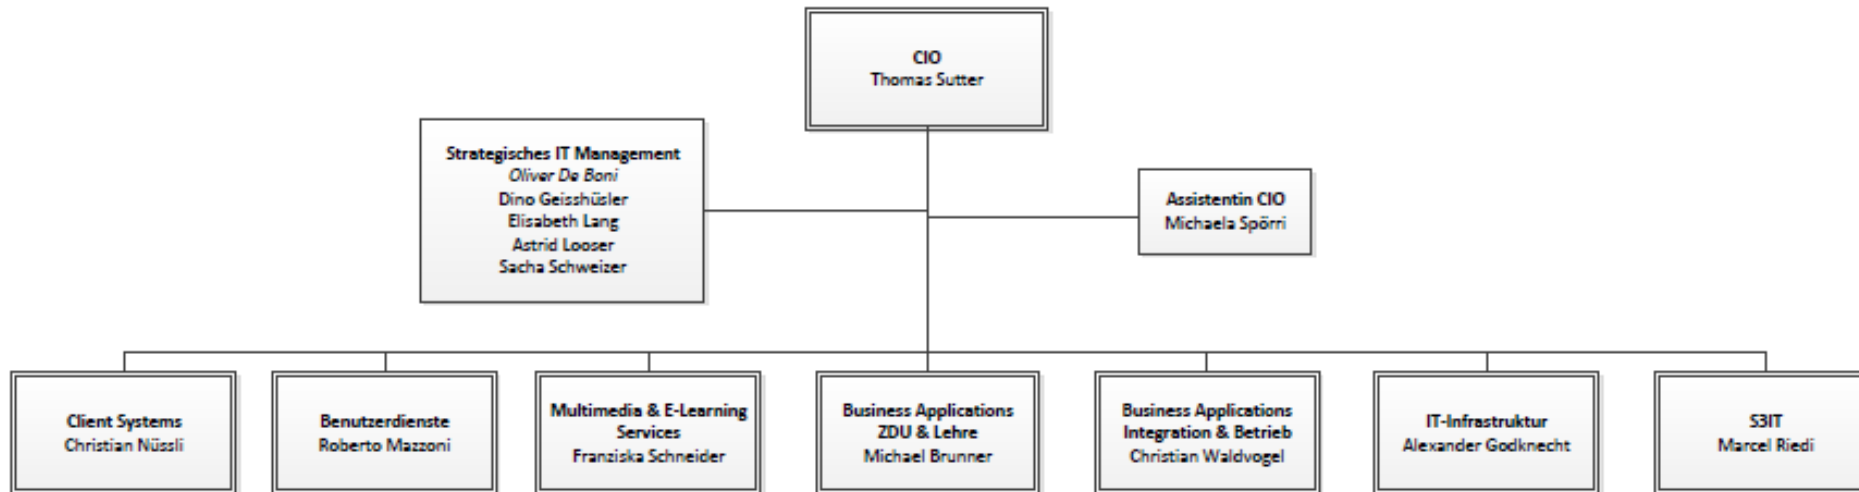 CIO
Thomas Sutter
Strategisches IT Management
Oliver De Boni
Dino Geisshüsler
Elisabeth Lang
Astrid Looser
Sacha Schweizer
Assistentin CIO
Michaela Spörri
Client Systems
Christian Nüssli
Benutzerdienste
Roberto Mazzoni
Multimedia & E-Learning
Services
Franziska Schneider
Business Applications
ZDU & Lehre
Michael Brunner
Business Applications
Integration & Betrieb
Christian Waldvogel
IT-Infrastruktur
Alexander Godknecht
S3IT
Marcel Riedi